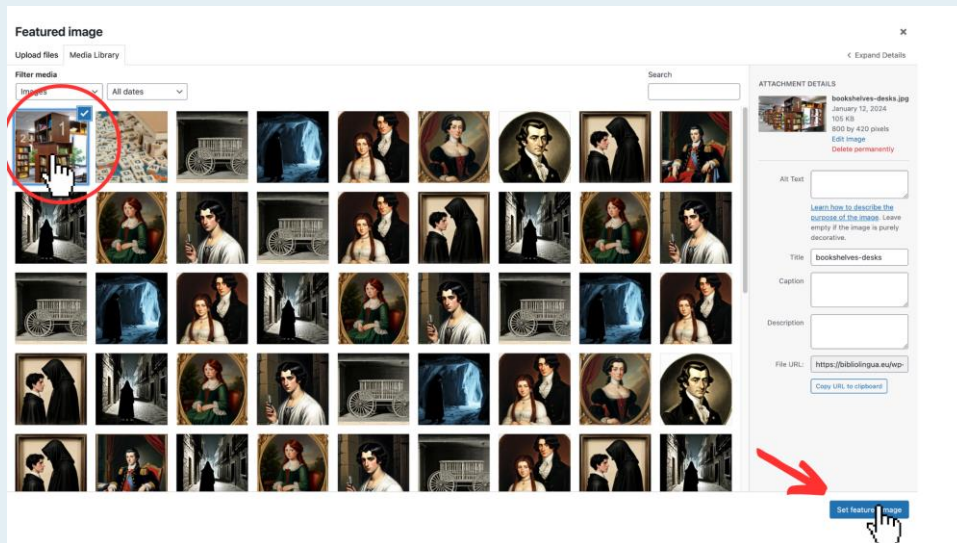 Featured image
Upload files Media Library
< Expand Details
Filter media
Search
Images All dates
ATTACHMENT DETAILS
bookshelves-desks.jpg
January 12, 2024
105 KB
800 by 420 pixels
Edit Image
Delete permanently
Alt Text
Learn how to describe the
purpose of the image. Leave
empty if the image is purely
decorative.
Title bookshelves-desks
Caption
Description
File URL: https://bibliolingua.eu/wp-
Copy URL to clipboard
Set featured image